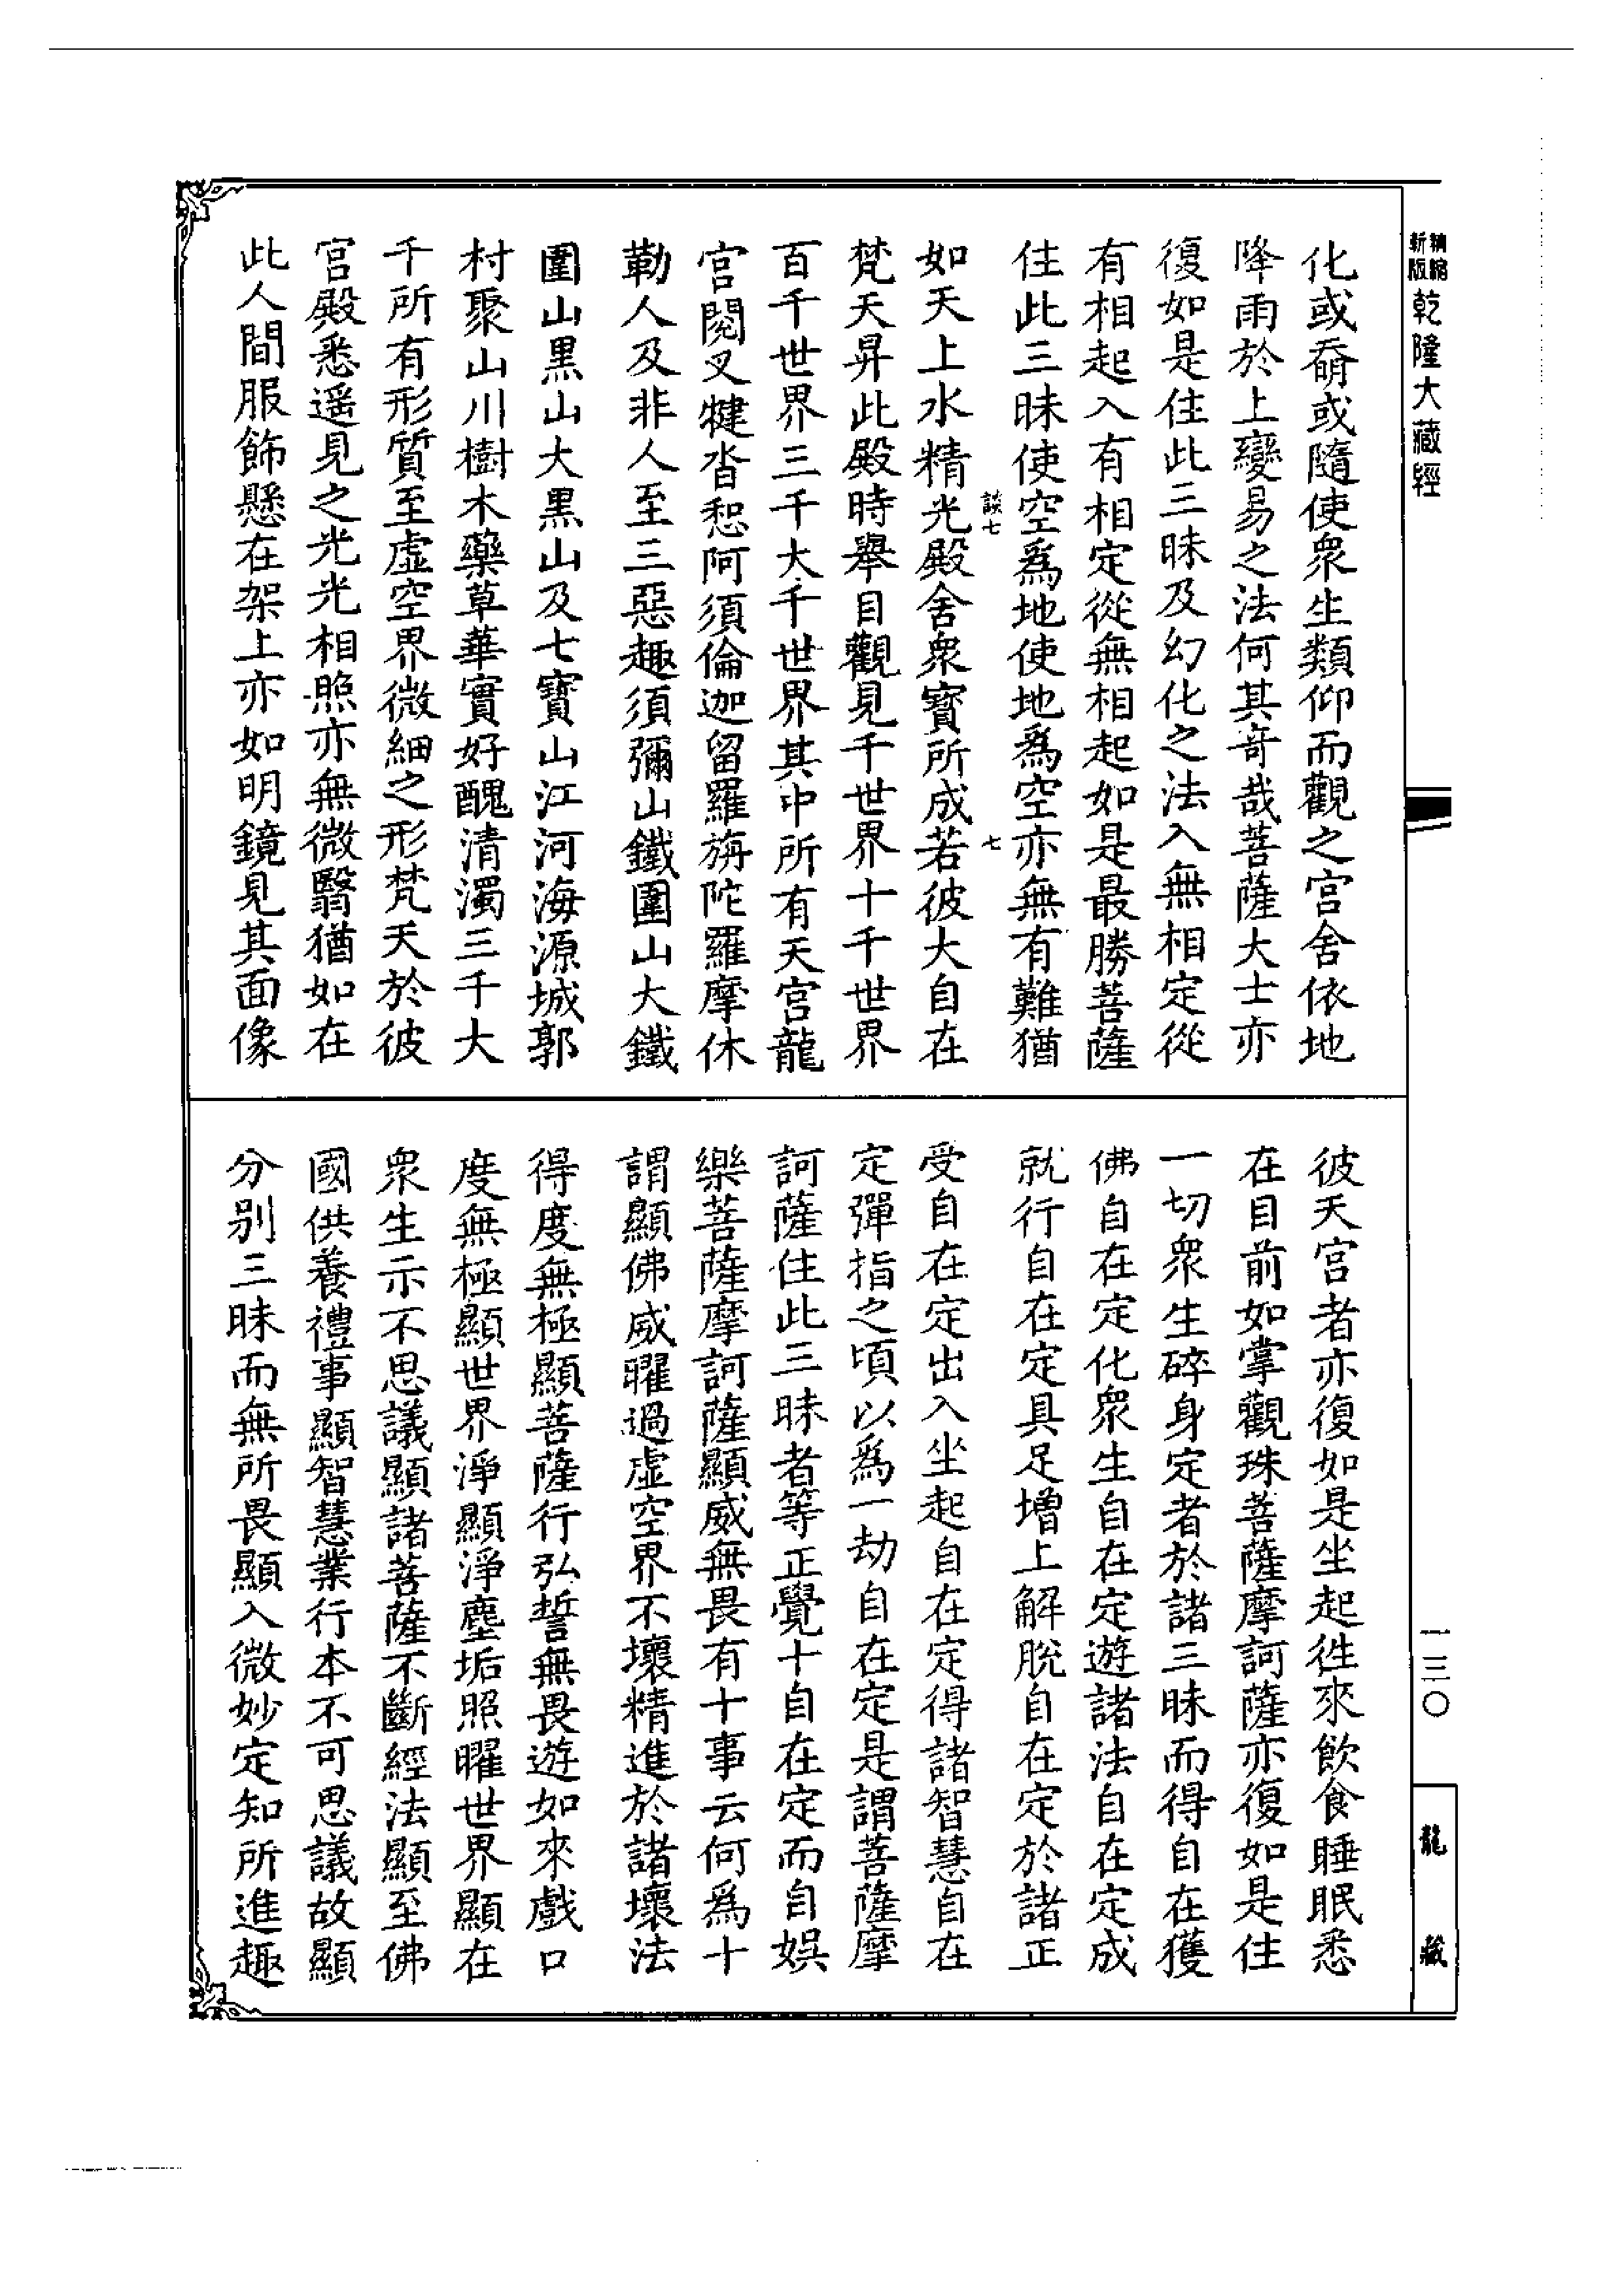 精縮
新版
乾隆大藏經
化或孾或隨使衆生類仰而觀之宮舍依地
降雨於上變易之法何其奇哉菩薩大士亦
復如是住此三昧及幻化之法入無相定從
有相起入有相定從無相起如是最勝菩薩
住此三昧使空爲地使地爲空亦無有難猶
談七
七
如天上水精光殿舍衆寶所成若彼大自在
梵天昇此殿時舉目觀見千世界十千世界
百千世界三千大千世界其中所有天宮龍
宮閱叉犍沓惒阿須倫迦留羅旃陀羅摩休
勒人及非人至三惡趣須彌山鐵圍山大鐵
圍山黑山大黑山及七寶山江河海源城郭
村聚山川樹木藥草華實好醜清濁三千大
千所有形質至虛空界微細之形梵天於彼
宮殿悉遥見之光光相照亦無微翳猶如在
此人間服飾懸在架上亦如明鏡見其面像
彼天宮者亦復如是坐起徃來飲食睡眠悉
在目前如掌觀珠菩薩摩訶薩亦復如是住
一切衆生碎身定者於諸三昧而得自在獲
佛自在定化衆生自在定遊諸法自在定成
就行自在定具足增上解脫自在定於諸正
受自在定出入坐起自在定得諸智慧自在
定彈指之頃以爲一劫自在定是謂菩薩摩
訶薩住此三昧者等正覺十自在定而自娛
樂菩薩摩訶薩顯威無畏有十事云何爲十
謂顯佛威曜過虛空界不壞精進於諸壞法
得度無極顯菩薩行弘誓無畏遊如來戲口
度無極顯世界淨顯淨塵垢照曜世界顯在
衆生示不思議顯諸菩薩不斷經法顯至佛
國供養禮事顯智慧業行本不可思議故顯
分別三昧而無所畏顯入微妙定知所進趣
一三〇
龍藏